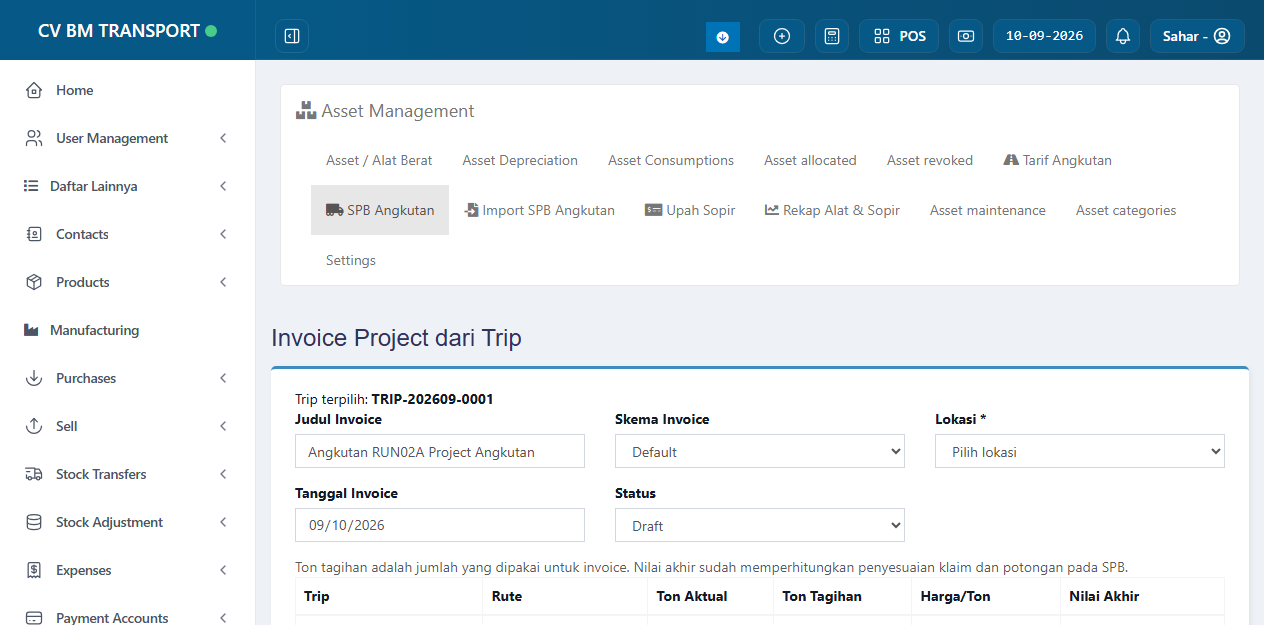 CV BM TRANSPORT
POS
10-09-2026
Sahar -
Home
User Management
Daftar Lainnya
Contacts
Products
Manufacturing
Purchases
Sell
Stock Transfers
Stock Adjustment
Expenses
Payment Accounts
Asset Management
Asset / Alat Berat Asset Depreciation Asset Consumptions Asset allocated Asset revoked Tarif Angkutan
SPB Angkutan Import SPB Angkutan Upah Sopir Rekap Alat & Sopir Asset maintenance Asset categories
Settings
Invoice Project dari Trip
Trip terpilih: TRIP-202609-0001
Judul Invoice Skema Invoice Lokasi *
Angkutan RUN02A Project Angkutan Default Pilih lokasi
Tanggal Invoice Status
09/10/2026 Draft
Ton tagihan adalah jumlah yang dipakai untuk invoice. Nilai akhir sudah memperhitungkan penyesuaian klaim dan potongan pada SPB.
Trip Rute Ton Aktual Ton Tagihan Harga/Ton Nilai Akhir